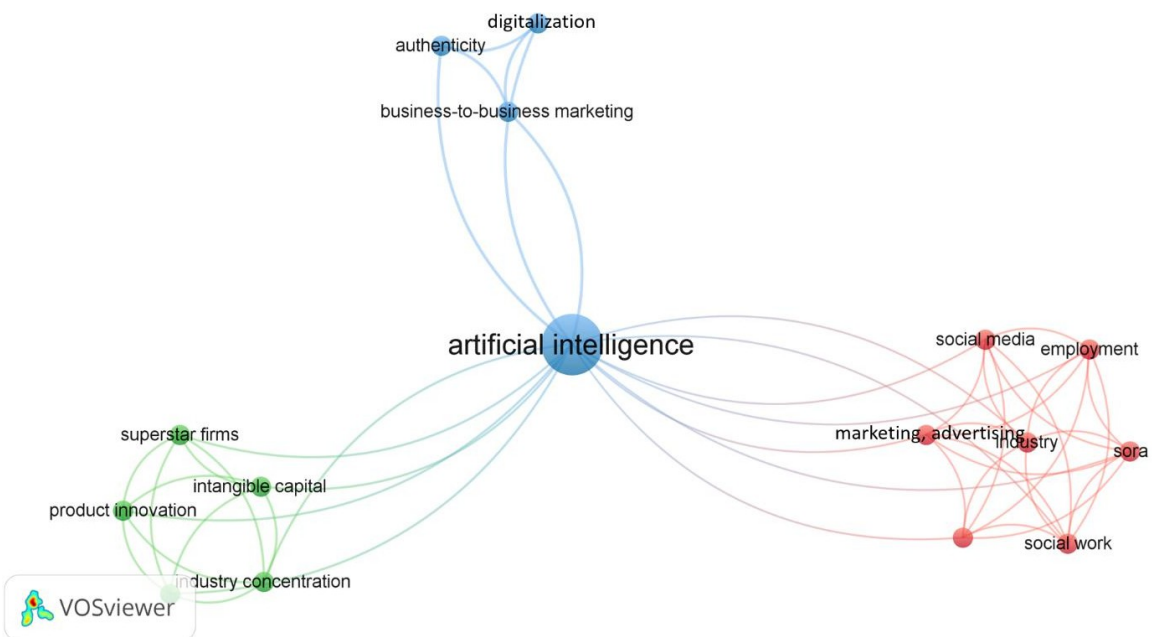 digitalization
authenticity
business-to-business marketing
artificial intelligence
social media
employment
superstar firms
marketing, advertising
industry
sora
intangible capital
product innovation
social work
industry concentration
VOSviewer